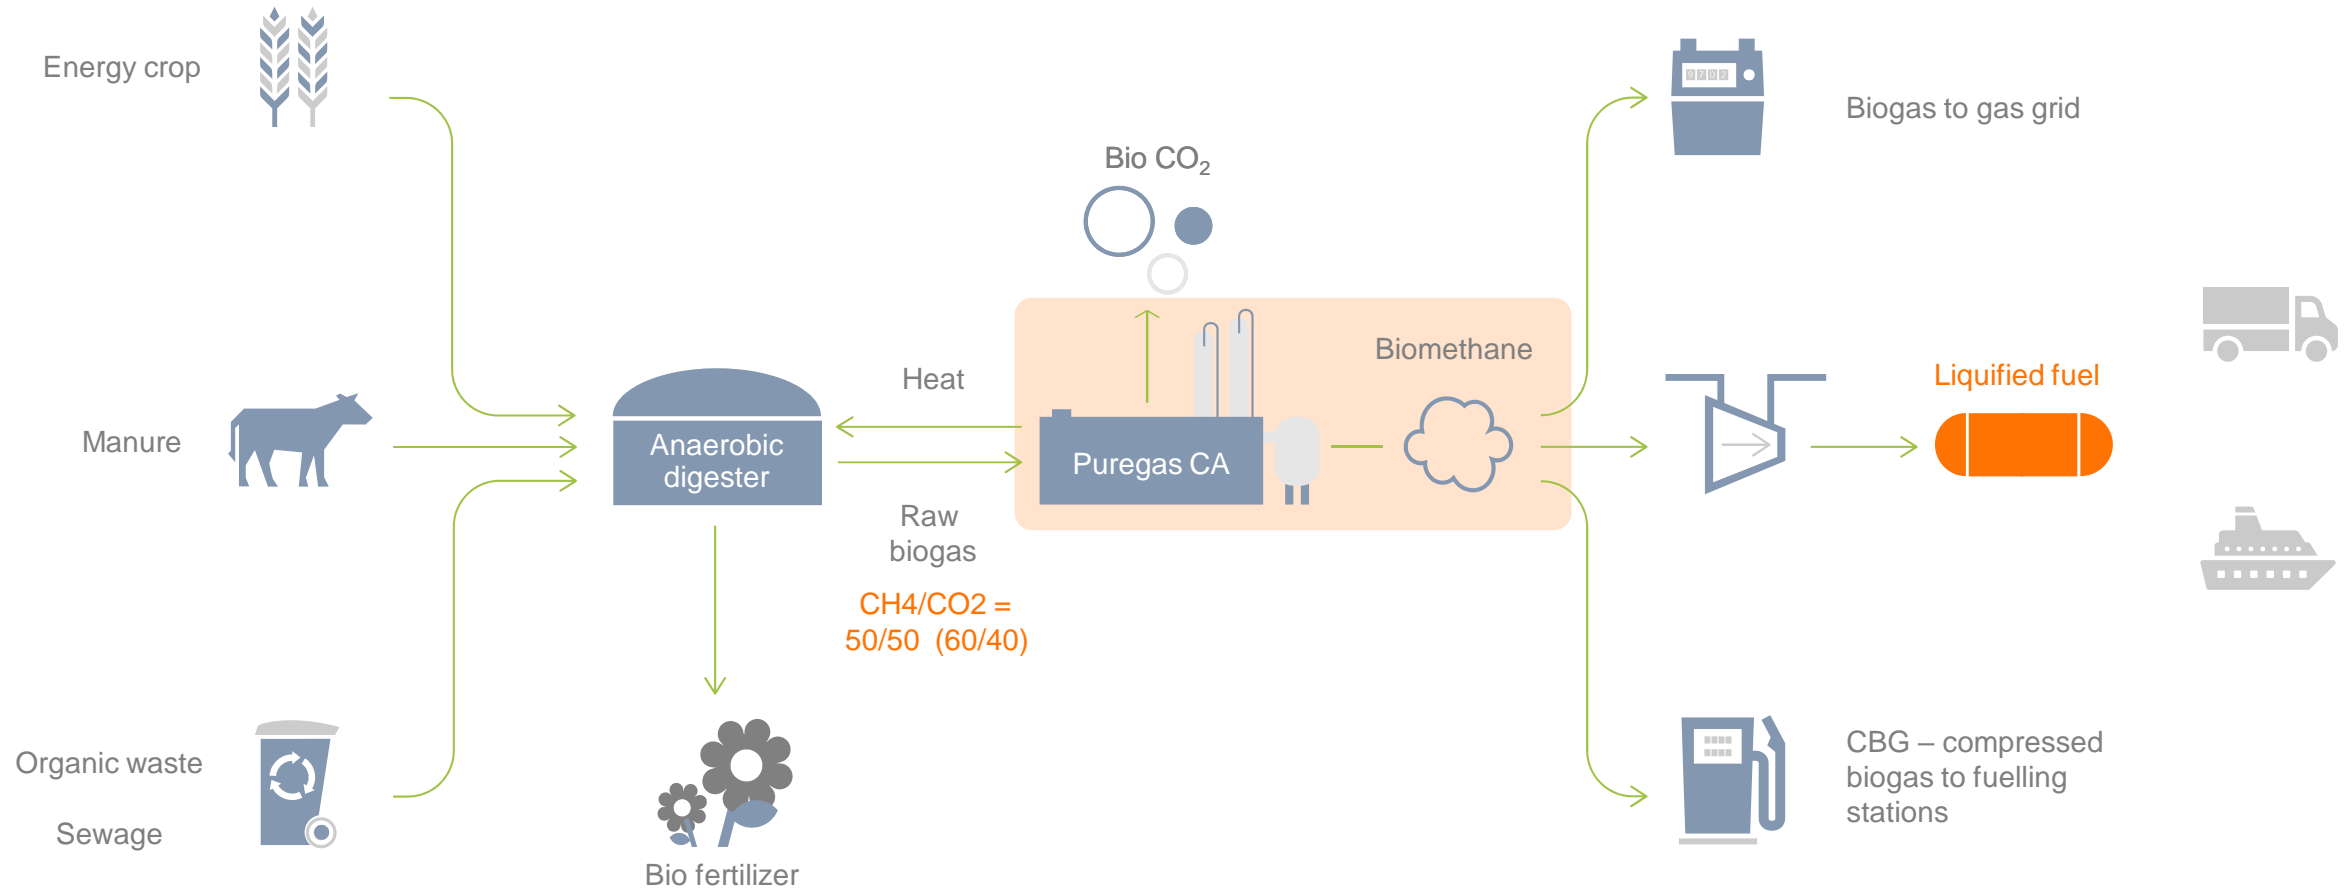 Energy crop
Manure
Organic waste
Sewage
Anaerobic
digester
Bio fertilizer
Heat
Raw
biogas
CH4/CO2 =
50/50 (60/40)
Bio CO₂
Puregas CA
Biomethane
9702
Biogas to gas grid
Liquified fuel
CBG – compressed
biogas to fuelling
stations